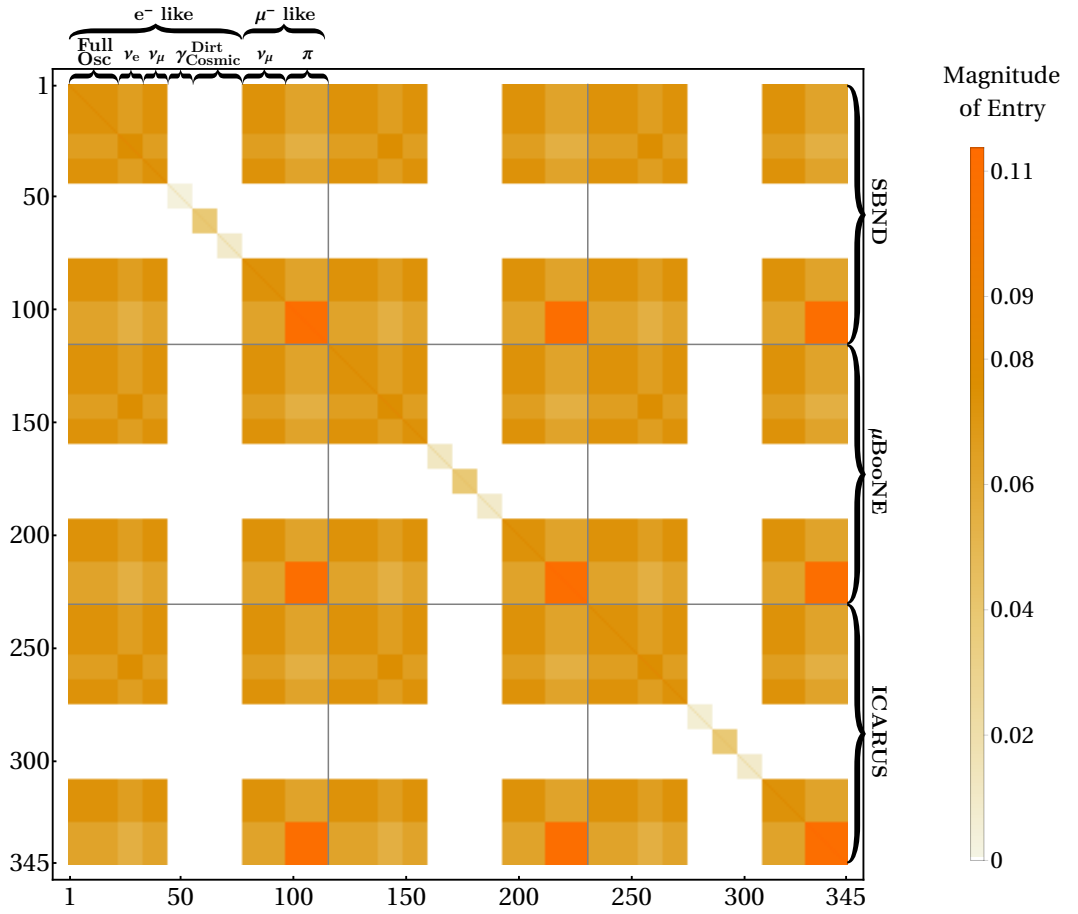 e⁻ like μ⁻ like
Full Osc νe νμ γ Dirt Cosmic νμ π
Magnitude
of Entry
1
50
100
150
200
250
300
345
1 50 100 150 200 250 300 345
SBND
μBooNE
ICARUS
0.11
0.09
0.08
0.06
0.04
0.02
0